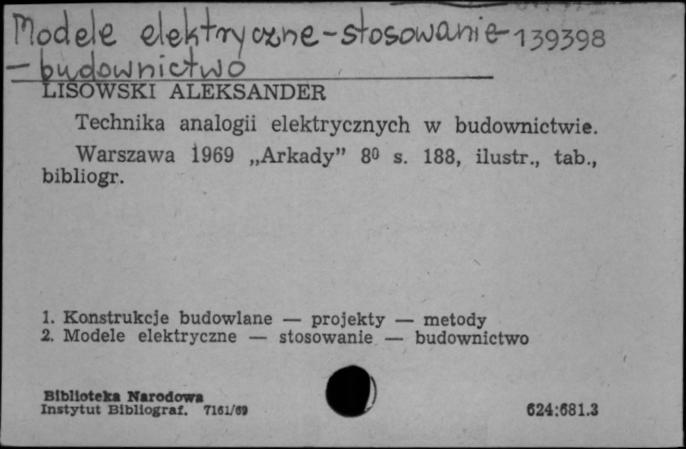 Modele elektryczne - stosowanie 139398
- budownictwo
LISOWSKI ALEKSANDER
Technika analogii elektrycznych w budownictwie.
Warszawa 1969 „Arkady” 8⁰ s. 188, ilustr., tab.,
bibliogr.
1. Konstrukcje budowlane — projekty — metody
2. Modele elektryczne — stosowanie — budownictwo
Biblioteka Narodowa
Instytut Bibliograf. 7161/69
624:681.3